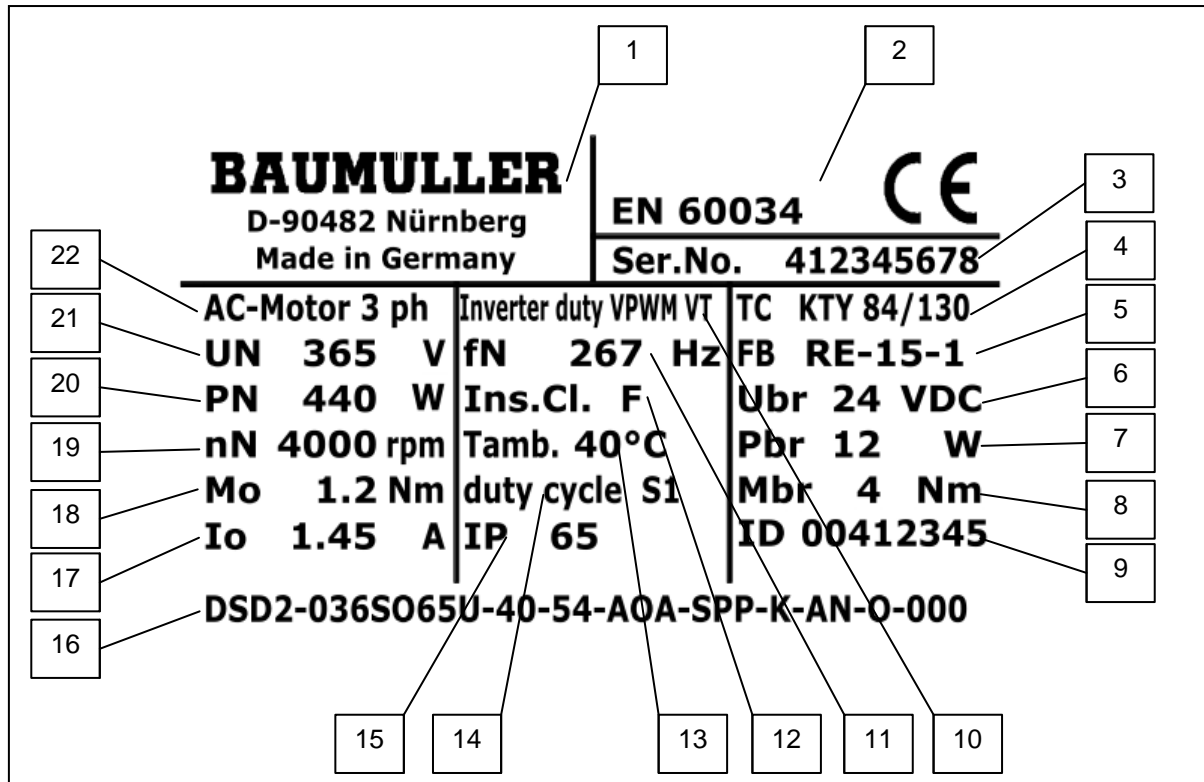 1
2
BAUMÜLLER
D-90482 Nürnberg
Made in Germany
EN 60034 CE
Ser.No. 412345678
3
4
5
6
7
8
9
22
21
20
19
18
17
16
AC-Motor 3 ph
UN 365 V
PN 440 W
nN 4000 rpm
Mo 1.2 Nm
Io 1.45 A
Inverter duty VPWM VT
fN 267 Hz
Ins.Cl. F
Tamb. 40°C
duty cycle S1
IP 65
TC KTY 84/130
FB RE-15-1
Ubr 24 VDC
Pbr 12 W
Mbr 4 Nm
ID 00412345
DSD2-036SO65U-40-54-AOA-SPP-K-AN-O-000
15
14
13
12
11
10